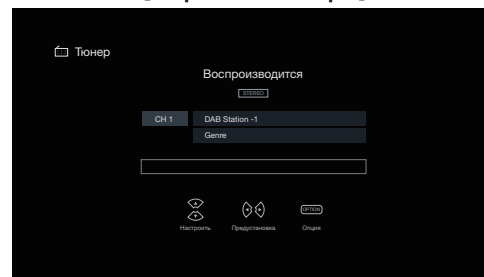 Тюнер
Воспроизводится
STEREO
CH 1
DAB Station -1
Genre
OPTION
Настроить
Предустановка
Опция